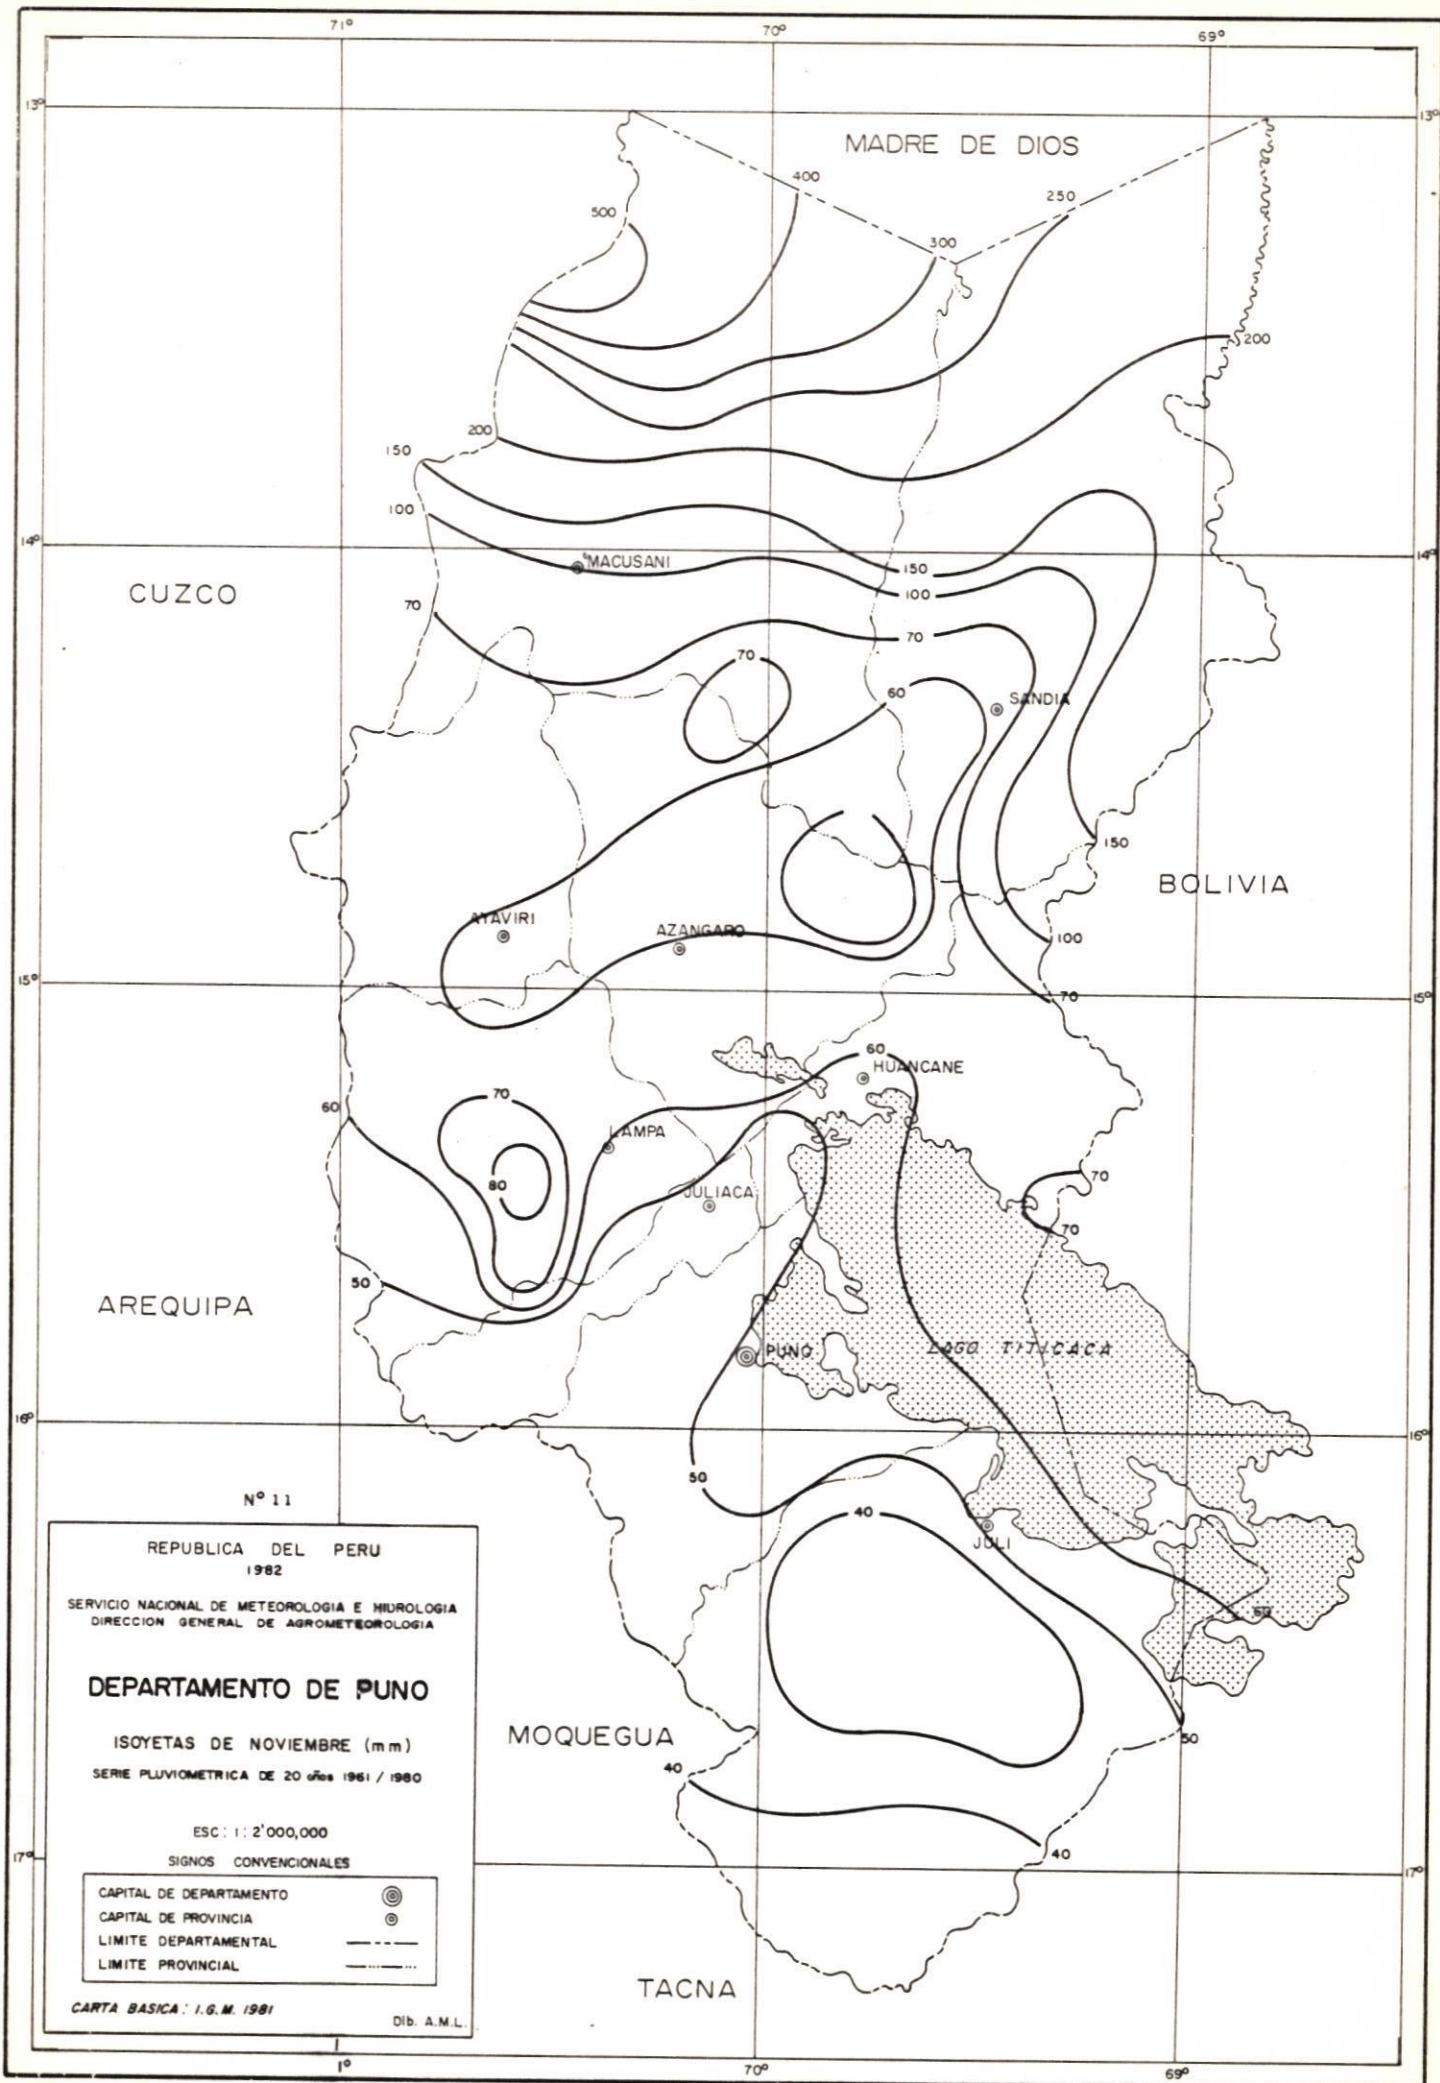 71°
70°
69°
13°
13°
MADRE DE DIOS
400
250
500
300
200
200
150
100
14°
14°
MACUSANI
150
CUZCO
100
70
70
70
60
SANDIA
150
BOLIVIA
AYAVIRI
AZANGARO
100
15°
15°
70
60
HUANCANE
70
60
LAMPA
70
80
JULIACA
70
50
AREQUIPA
PUNO
LAGO TITICACA
16°
16°
50
N° 11
40
JULI
60
REPUBLICA DEL PERU
1982
SERVICIO NACIONAL DE METEOROLOGIA E HIDROLOGIA
DIRECCION GENERAL DE AGROMETEOROLOGIA
DEPARTAMENTO DE PUNO
ISOYETAS DE NOVIEMBRE (mm)
SERIE PLUVIOMETRICA DE 20 años 1961 / 1980
ESC: 1:2'000,000
SIGNOS CONVENCIONALES
CAPITAL DE DEPARTAMENTO
CAPITAL DE PROVINCIA
LIMITE DEPARTAMENTAL
LIMITE PROVINCIAL
CARTA BASICA: I.G.M. 1981
Dib. A.M.L.
MOQUEGUA
50
40
40
17°
17°
TACNA
1°
70°
69°